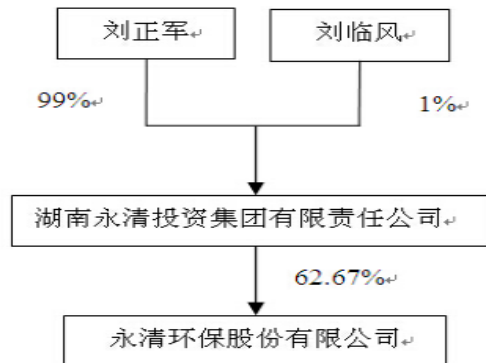 刘正军 刘临风
99% 1%
湖南永清投资集团有限责任公司
62.67%
永清环保股份有限公司